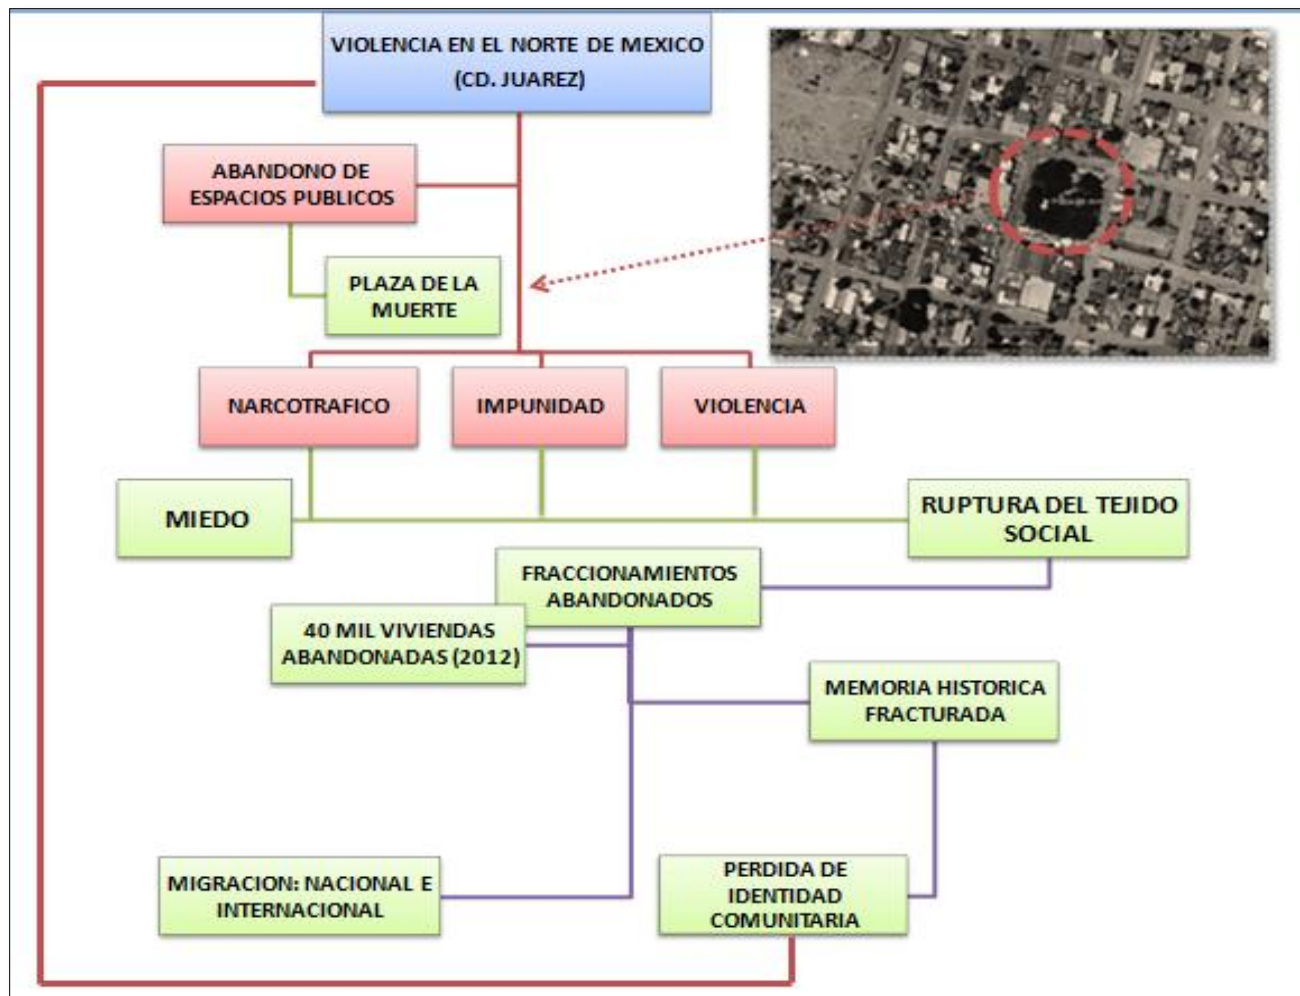 VIOLENCIA EN EL NORTE DE MEXICO
(CD. JUAREZ)
ABANDONO DE
ESPACIOS PUBLICOS
PLAZA DE LA
MUERTE
NARCOTRAFICO
IMPUNIDAD
VIOLENCIA
MIEDO
RUPTURA DEL TEJIDO
SOCIAL
FRACCIONAMIENTOS
ABANDONADOS
40 MIL VIVIENDAS
ABANDONADAS (2012)
MEMORIA HISTORICA
FRACTURADA
MIGRACION: NACIONAL E
INTERNACIONAL
PERDIDA DE
IDENTIDAD
COMUNITARIA